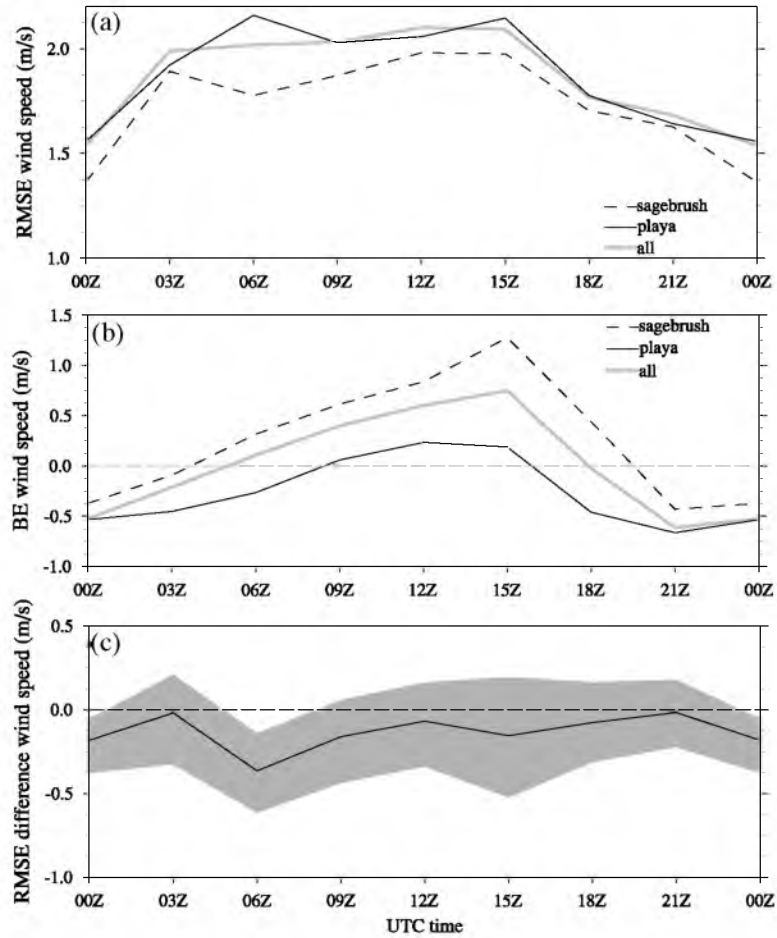 (a)
RMSE wind speed (m/s)
2.0
1.5
1.0
sagebrush
playa
all
00Z 03Z 06Z 09Z 12Z 15Z 18Z 21Z 00Z
(b)
BE wind speed (m/s)
1.5
1.0
0.5
0.0
-0.5
-1.0
sagebrush
playa
all
00Z 03Z 06Z 09Z 12Z 15Z 18Z 21Z 00Z
(c)
RMSE difference wind speed (m/s)
0.5
0.0
-0.5
-1.0
00Z 03Z 06Z 09Z 12Z 15Z 18Z 21Z 00Z
UTC time